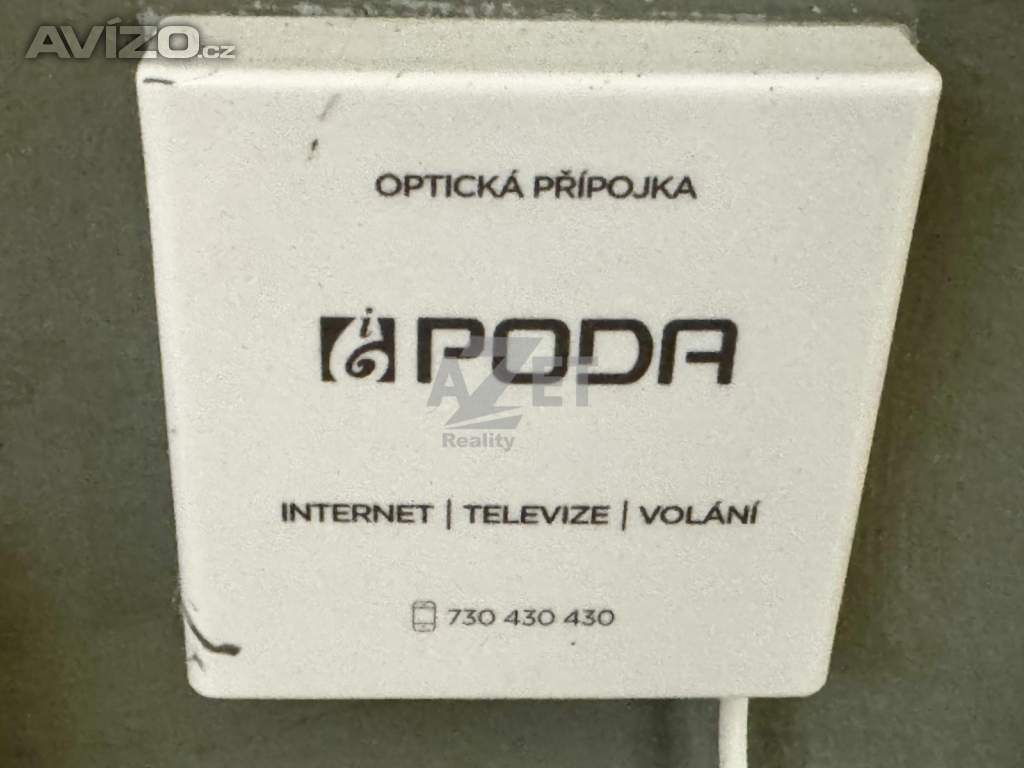 AVÍZO.cz
OPTICKÁ PŘÍPOJKA
i PODA
AZET
Reality
INTERNET | TELEVIZE | VOLÁNÍ
730 430 430